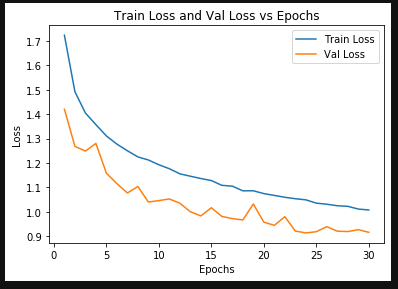 Train Loss and Val Loss vs Epochs
Train Loss
Val Loss
Loss
1.7
1.6
1.5
1.4
1.3
1.2
1.1
1.0
0.9
0 5 10 15 20 25 30
Epochs